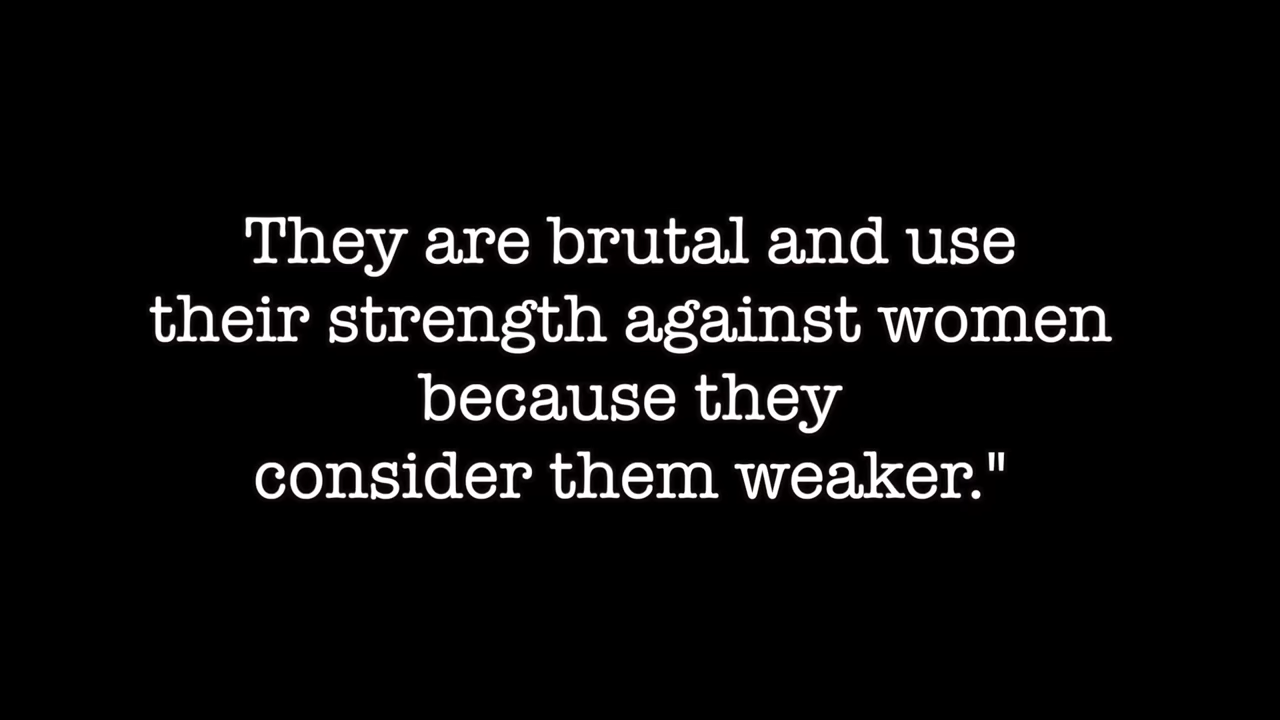 They are brutal and use
their strength against women
because they
consider them weaker."